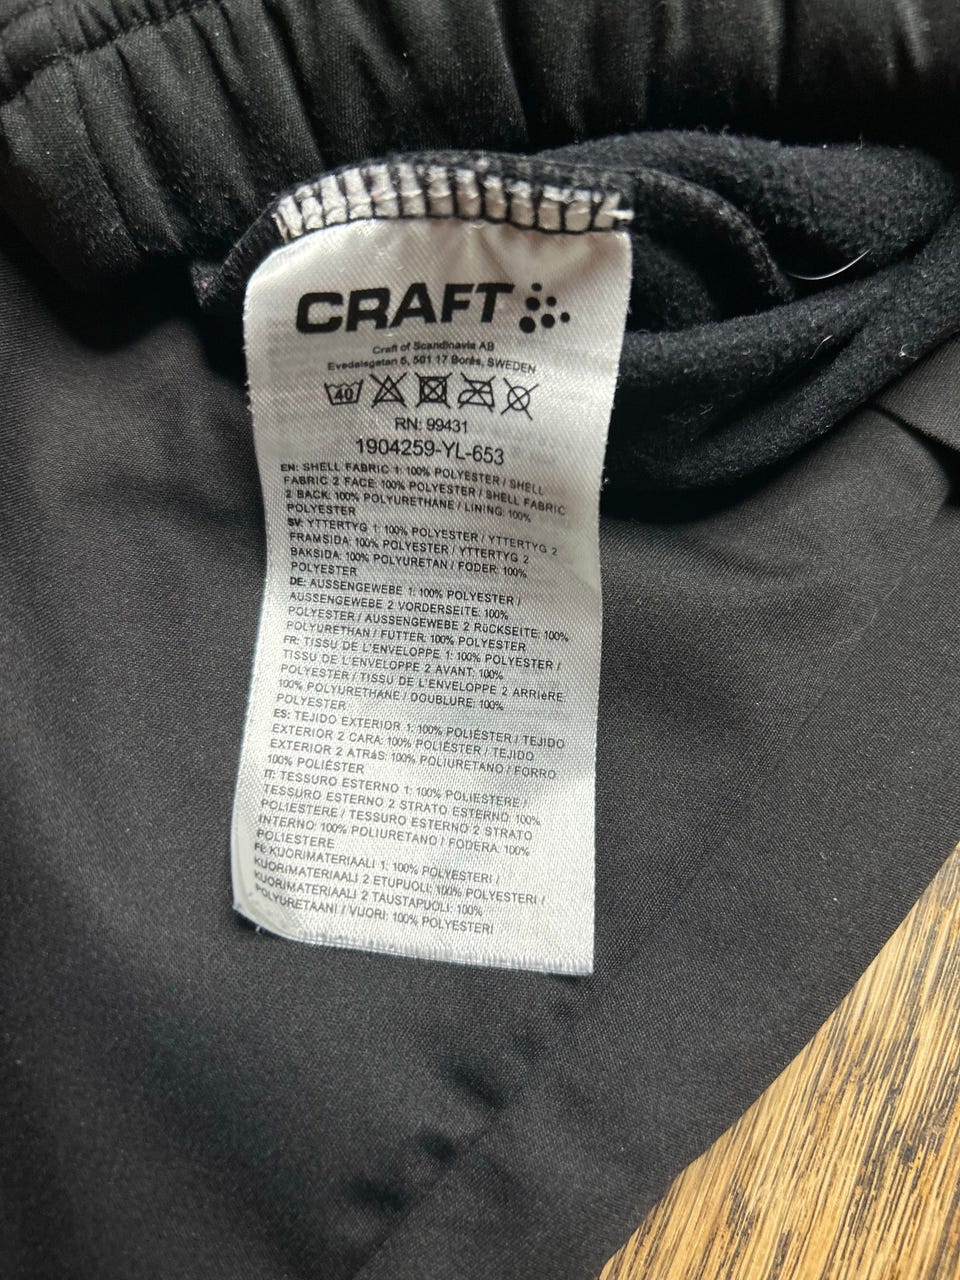 CRAFT
Craft of Scandinavia AB
Evedalsgatan 5, 501 17 Borås, SWEDEN
40
RN: 99431
1904259-YL-653
EN: SHELL FABRIC 1: 100% POLYESTER / SHELL
FABRIC 2 FACE: 100% POLYESTER / SHELL FABRIC
2 BACK: 100% POLYURETHANE / LINING: 100%
POLYESTER
SV: YTTERTYG 1: 100% POLYESTER / YTTERTYG 2
FRAMSIDA: 100% POLYESTER / YTTERTYG 2
BAKSIDA: 100% POLYURETAN / FODER: 100%
POLYESTER
DE: AUSSENGEWEBE 1: 100% POLYESTER /
AUSSENGEWEBE 2 VORDERSEITE: 100%
POLYESTER / AUSSENGEWEBE 2 RüCKSEITE: 100%
POLYURETHAN / FUTTER: 100% POLYESTER
FR: TISSU DE L'ENVELOPPE 1: 100% POLYESTER /
TISSU DE L'ENVELOPPE 2 AVANT: 100%
POLYESTER / TISSU DE L'ENVELOPPE 2 ARRIèRE:
100% POLYURETHANE / DOUBLURE: 100%
POLYESTER
ES: TEJIDO EXTERIOR 1: 100% POLIÉSTER / TEJIDO
EXTERIOR 2 CARA: 100% POLIÉSTER / TEJIDO
EXTERIOR 2 ATRáS: 100% POLIURETANO / FORRO:
100% POLIÉSTER
IT: TESSURO ESTERNO 1: 100% POLIESTERE /
TESSURO ESTERNO 2 STRATO ESTERNO: 100%
POLIESTERE / TESSURO ESTERNO 2 STRATO
INTERNO: 100% POLIURETANO / FODERA: 100%
POLIESTERE
FI: KUORIMATERIAALI 1: 100% POLYESTERI /
KUORIMATERIAALI 2 ETUPUOLI: 100% POLYESTERI /
KUORIMATERIAALI 2 TAUSTAPUOLI: 100%
POLYURETAANI / VUORI: 100% POLYESTERI